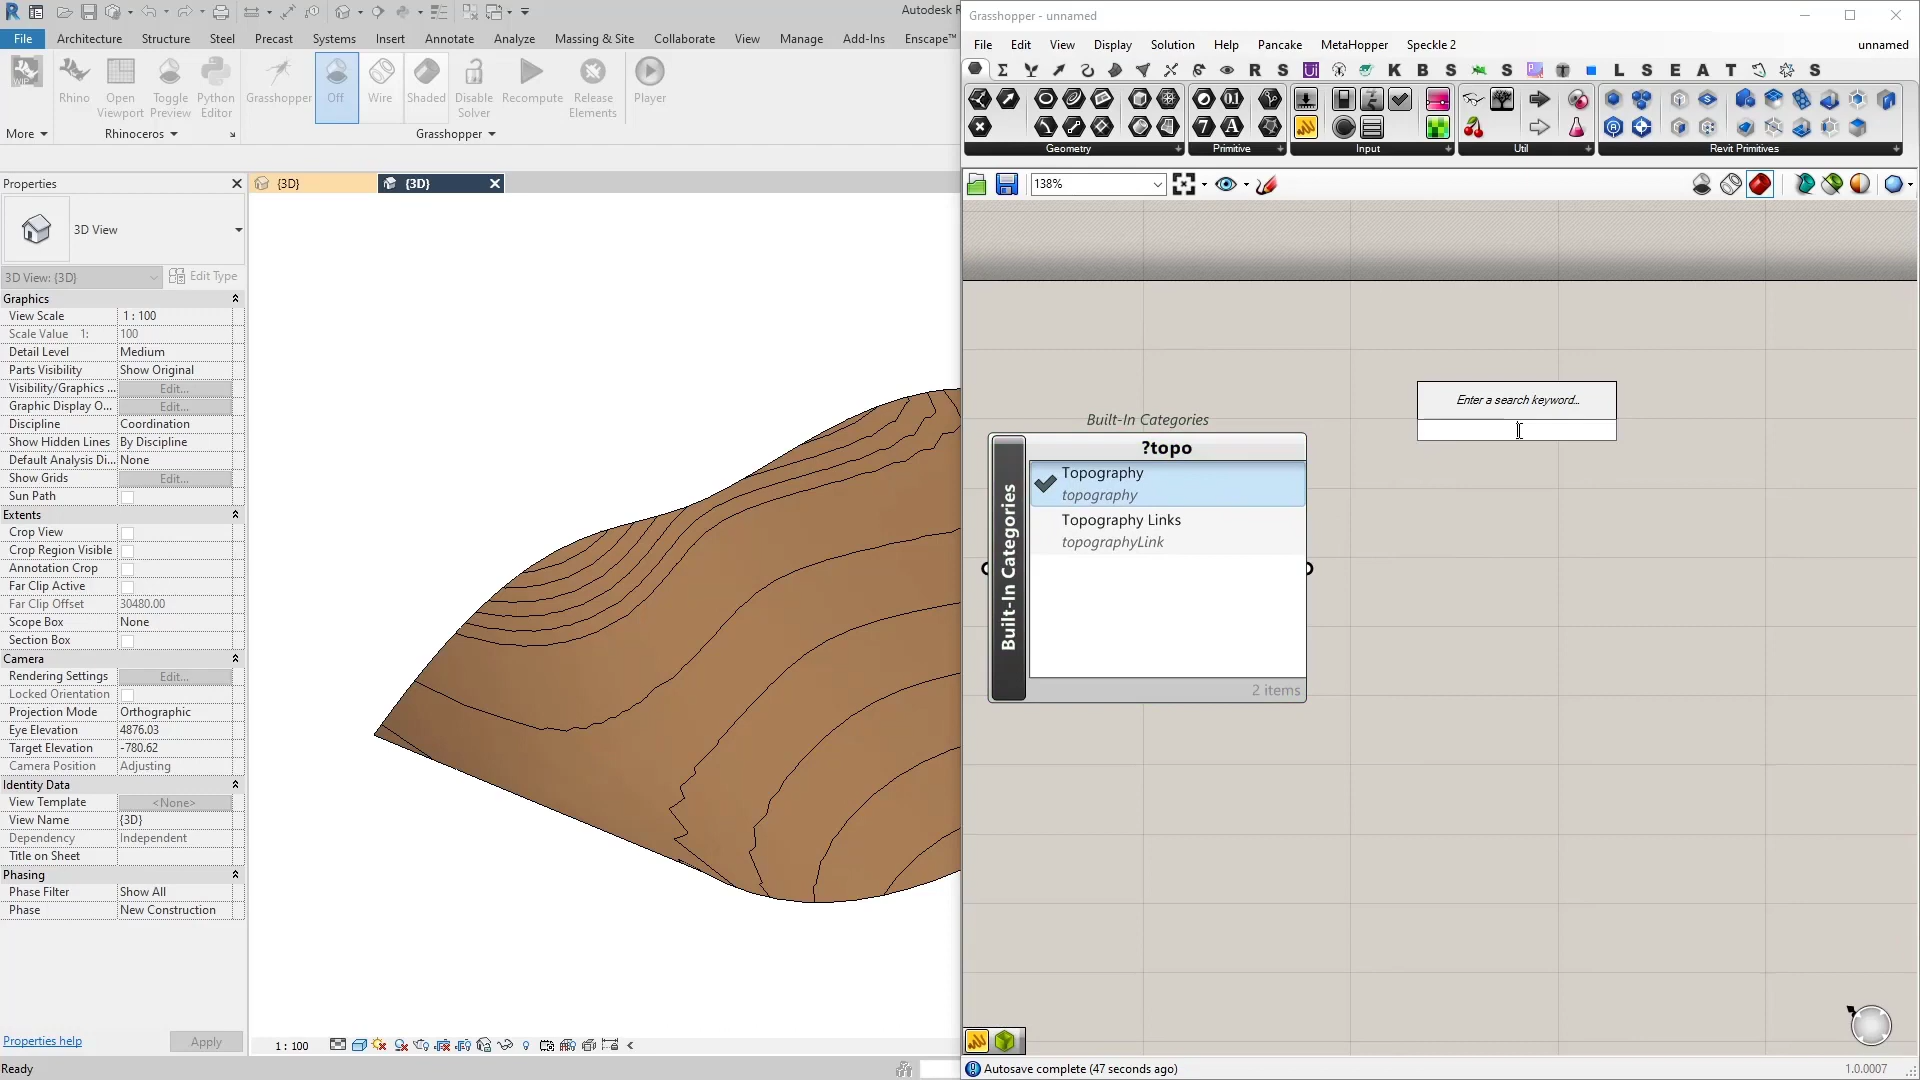 Autodesk R
File Architecture Structure Steel Precast Systems Insert Annotate Analyze Massing & Site Collaborate View Manage Add-Ins Enscape™
WIP
Rhino
Open Viewport
Toggle Preview
Python Editor
Grasshopper
Off
Wire
Shaded
Disable Solver
Recompute
Release Elements
Player
More
Rhinoceros
Grasshopper
Properties
{3D}
{3D}
3D View
3D View: {3D}
Edit Type
Graphics
View Scale 1 : 100
Scale Value 1: 100
Detail Level Medium
Parts Visibility Show Original
Visibility/Graphics ... Edit...
Graphic Display O... Edit...
Discipline Coordination
Show Hidden Lines By Discipline
Default Analysis Di... None
Show Grids Edit...
Sun Path
Extents
Crop View
Crop Region Visible
Annotation Crop
Far Clip Active
Far Clip Offset 30480.00
Scope Box None
Section Box
Camera
Rendering Settings Edit...
Locked Orientation
Projection Mode Orthographic
Eye Elevation 4876.03
Target Elevation -780.62
Camera Position Adjusting
Identity Data
View Template <None>
View Name {3D}
Dependency Independent
Title on Sheet
Phasing
Phase Filter Show All
Phase New Construction
Properties help
Apply
1 : 100
Ready
Grasshopper - unnamed
File Edit View Display Solution Help Pancake MetaHopper Speckle 2 unnamed
R S K B S S L S E A T S
Geometry
Primitive
Input
Util
Revit Primitives
138%
Built-In Categories
Built-In Categories
?topo
Topography
topography
Topography Links
topographyLink
2 items
Enter a search keyword...
Autosave complete (47 seconds ago)
1.0.0007